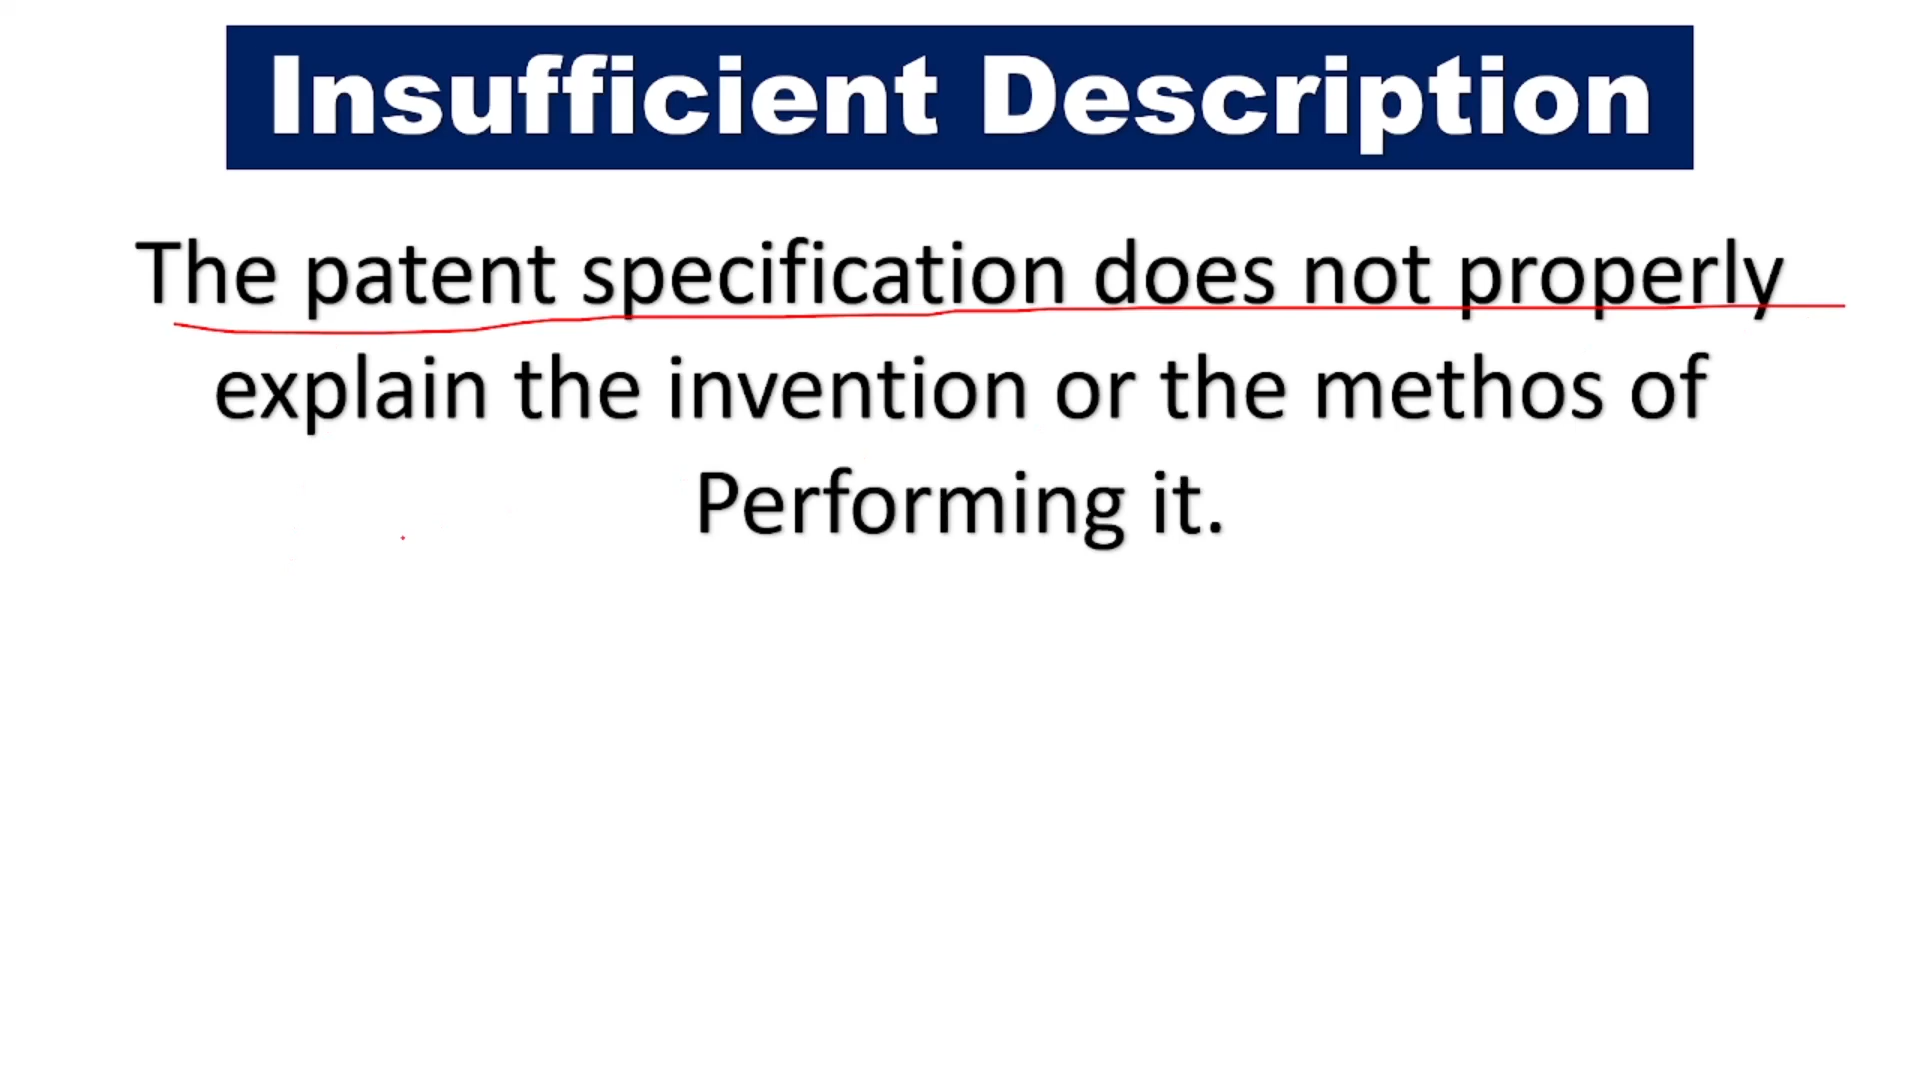 Insufficient Description
The patent specification does not properly
explain the invention or the methos of
Performing it.